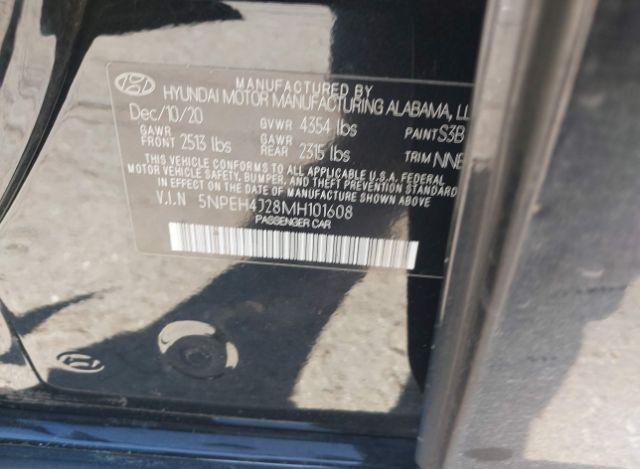 MANUFACTURED BY
HYUNDAI MOTOR MANUFACTURING ALABAMA, LL
Dec/10/20 GVWR 4354 lbs PAINT S3B
GAWR FRONT 2513 lbs GAWR REAR 2315 lbs TRIM NNB
THIS VEHICLE CONFORMS TO ALL APPLICABLE U.S.A. FEDERAL
MOTOR VEHICLE SAFETY, BUMPER, AND THEFT PREVENTION STANDARDS
IN EFFECT ON THE DATE OF MANUFACTURE SHOWN ABOVE
V.I.N 5NPEH4J28MH101608
PASSENGER CAR